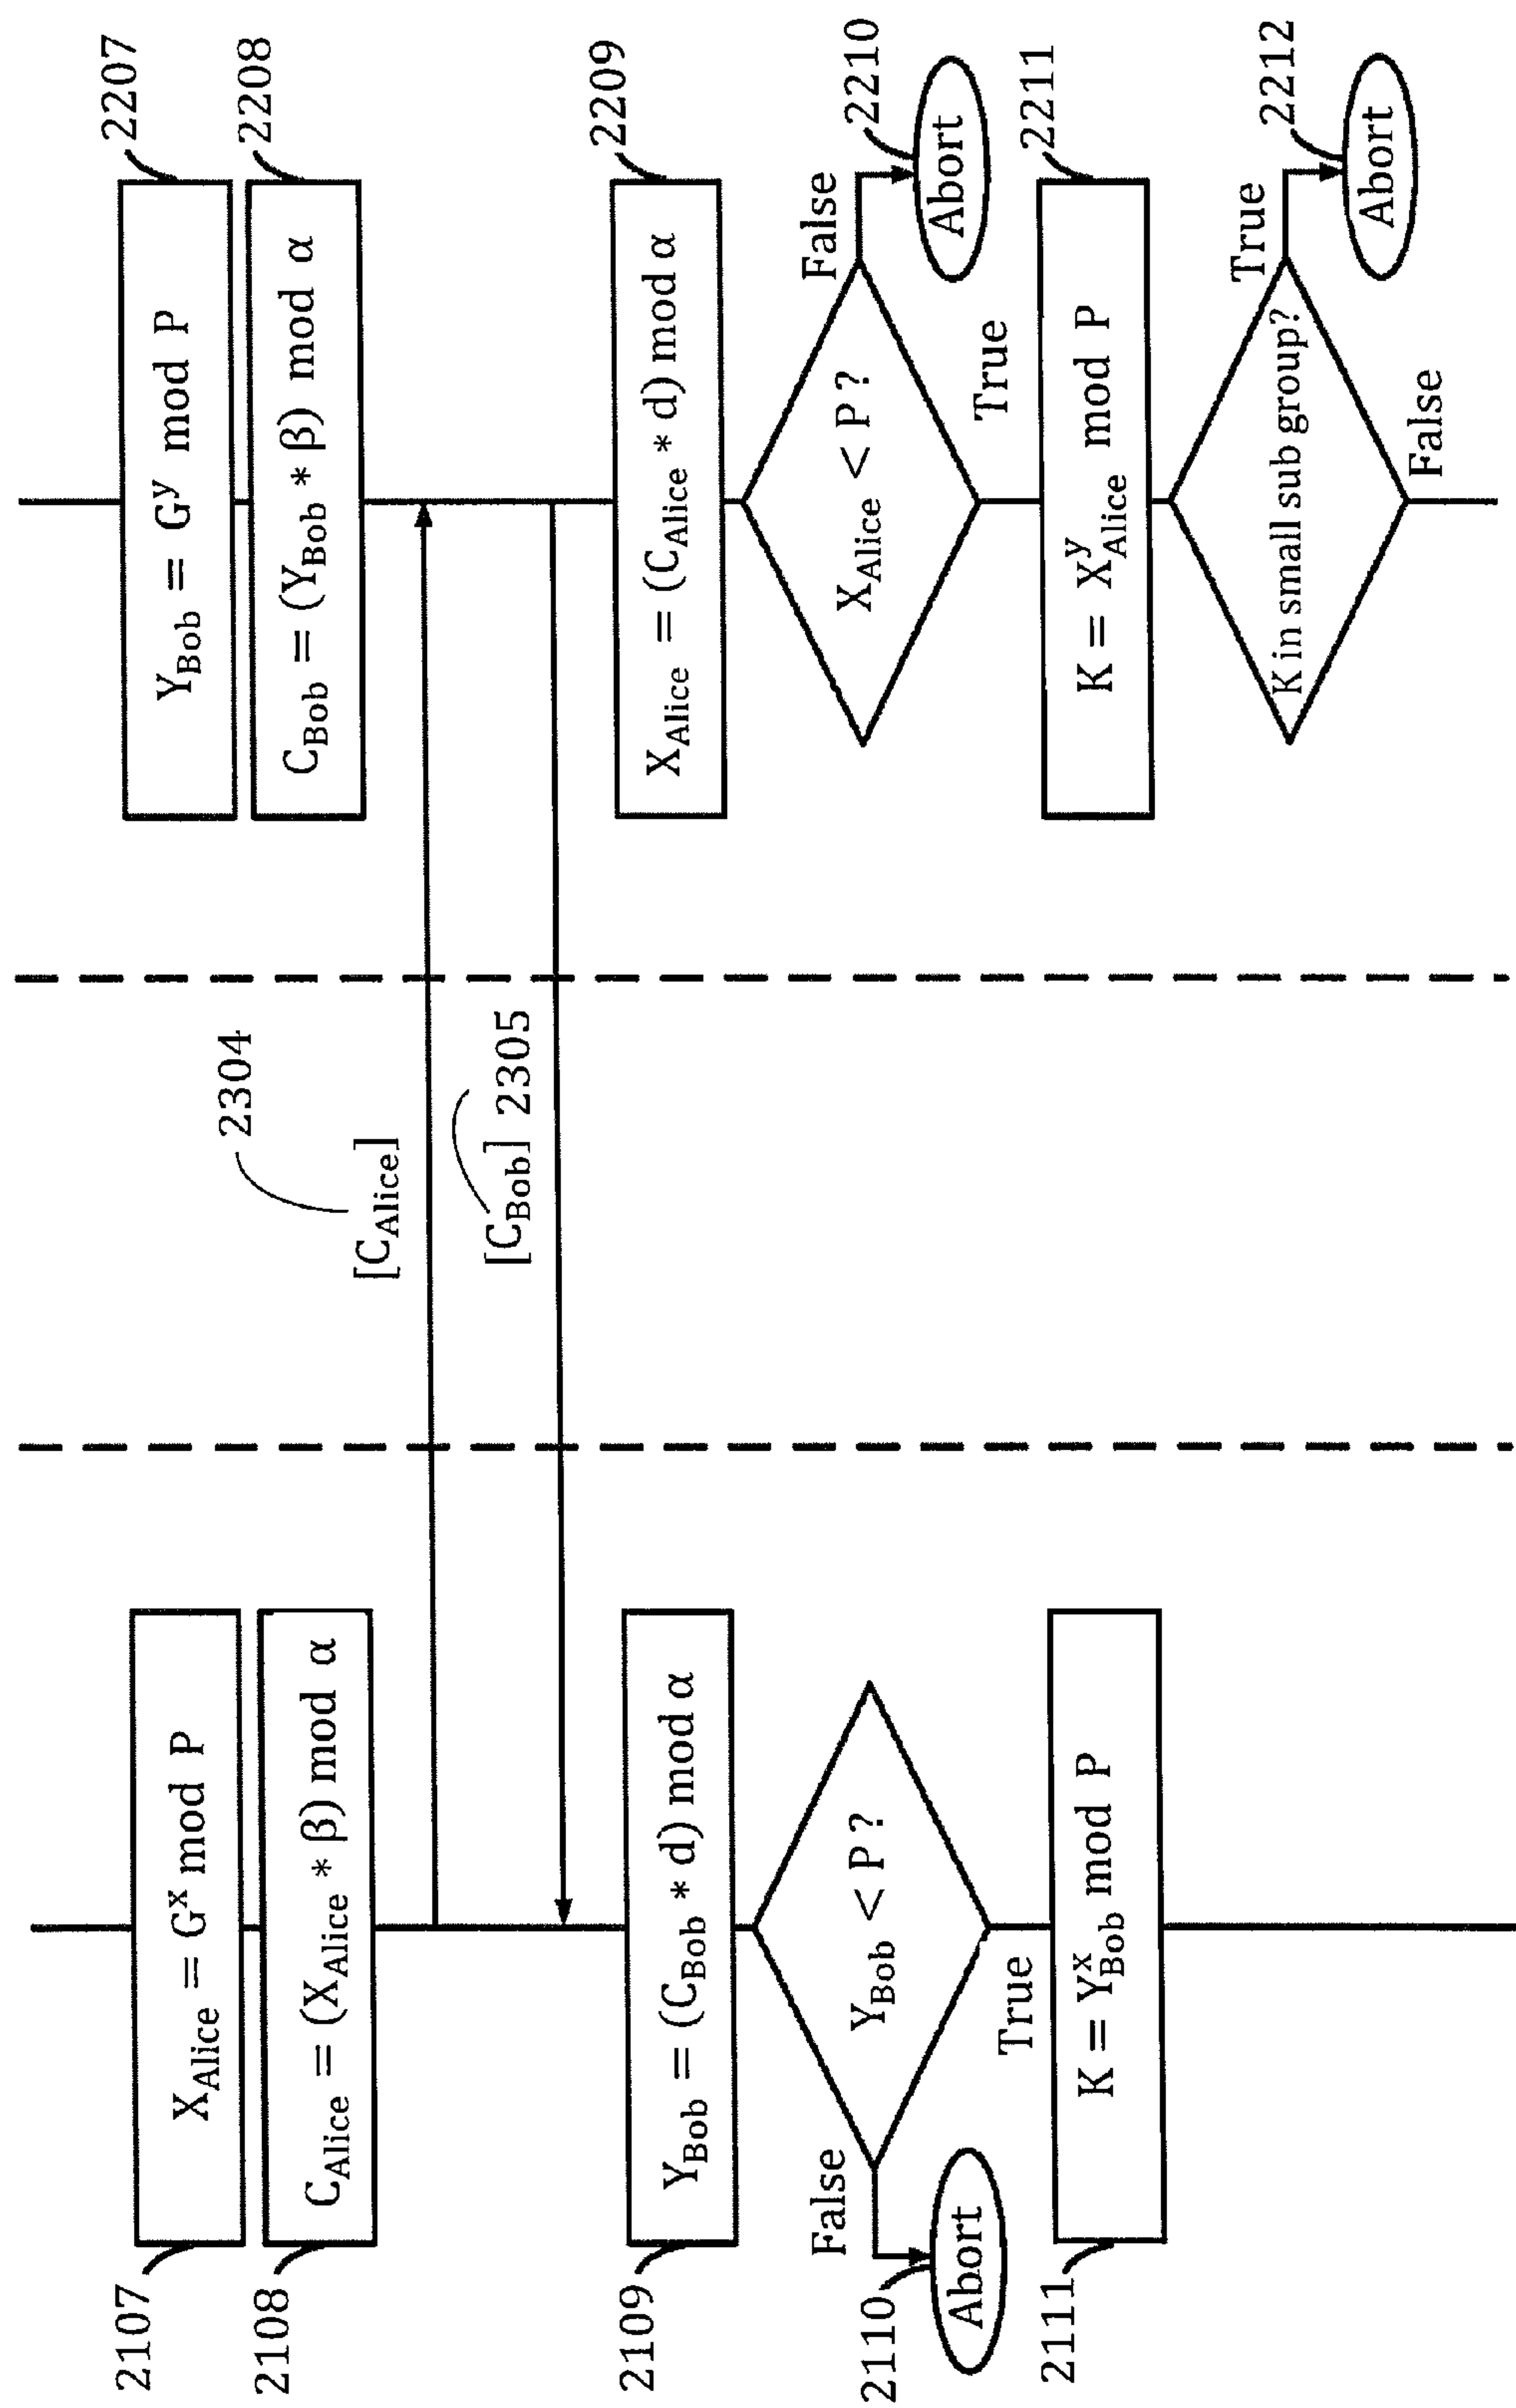 2107
X_Alice = G^x mod P
2108
C_Alice = (X_Alice * β) mod α
2304
[C_Alice]
[C_Bob] 2305
2109
Y_Bob = (C_Bob * d) mod α
Y_Bob < P ?
False
2110
Abort
True
2111
K = Y_Bob^x mod P
2207
Y_Bob = G^y mod P
2208
C_Bob = (Y_Bob * β) mod α
2209
X_Alice = (C_Alice * d) mod α
X_Alice < P ?
False
2210
Abort
True
2211
K = X_Alice^y mod P
K in small sub group?
True
2212
Abort
False